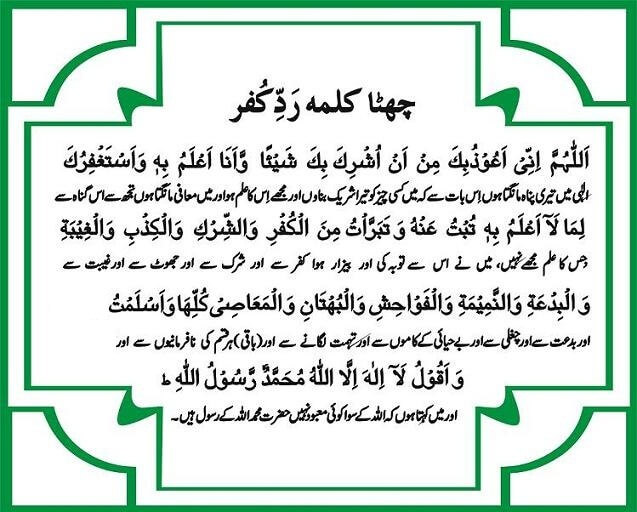 چھٹا کلمہ رَدِّ کُفر
اَللّٰہُمَّ اِنِّیْ اَعُوْذُبِکَ مِنْ اَنْ اُشْرِکَ بِکَ شَیْئًا وَّاَنَا اَعْلَمُ بِہٖ وَاَسْتَغْفِرُکَ
الٰہی میں تیری پناہ مانگتا ہوں اِس بات سے کہ میں کسی چیز کو تیرا شریک بناوں اور مجھے اِس کا علم ہو اور میں معافی مانگتا ہوں تجھ سے اس گناہ سے
لِمَا لَآ اَعْلَمُ بِہٖ تُبْتُ عَنْہُ وَ تَبَرَّاْتُ مِنَ الْکُفْرِ وَالشِّرْکِ وَالْکِذْبِ وَالْغِیْبَۃِ
جس کا علم مجھے نہیں، میں نے اس سے توبہ کی اور بیزار ہوا کفر سے اور شرک سے اور جھوٹ سے اور غیبت سے
وَ الْبِدْعَۃِ وَالنَّمِیْمَۃِ وَالْفَوَاحِشِ وَالْبُہْتَانِ وَالْمَعَاصِیْ کُلِّہَا وَاَسْلَمْتُ
اور بدعت سے اور چغلی سے اور بے حیائی کے کاموں سے اور تہمت لگانے سے اور (باقی) ہر قسم کی نافرمانیوں سے اور
وَ اَقُوْلُ لَآ اِلٰہَ اِلَّا اللّٰہُ مُحَمَّدٌ رَّسُوْلُ اللّٰہِ ط
اور میں کہتا ہوں کہ اللہ کے سوا کوئی معبود نہیں حضرت محمد اللہ کے رسول ہیں۔